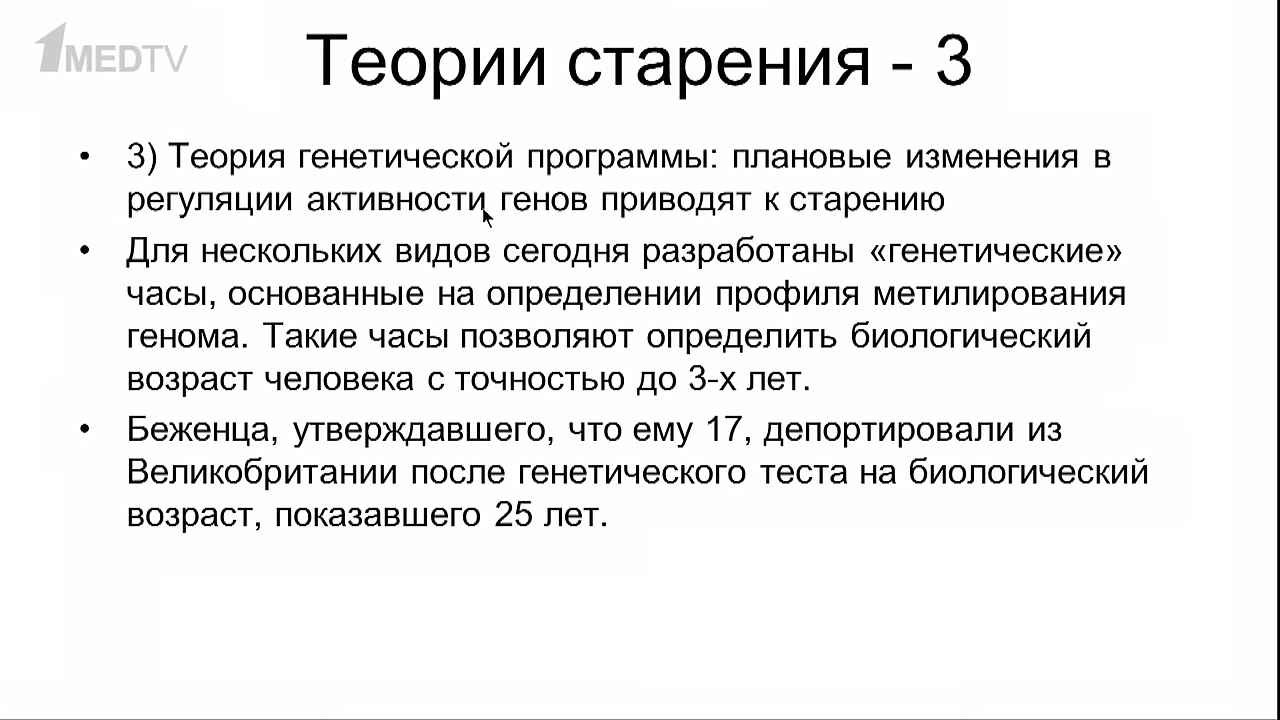 1MEDTV
Теории старения - 3
• 3) Теория генетической программы: плановые изменения в
регуляции активности генов приводят к старению
• Для нескольких видов сегодня разработаны «генетические»
часы, основанные на определении профиля метилирования
генома. Такие часы позволяют определить биологический
возраст человека с точностью до 3-х лет.
• Беженца, утверждавшего, что ему 17, депортировали из
Великобритании после генетического теста на биологический
возраст, показавшего 25 лет.